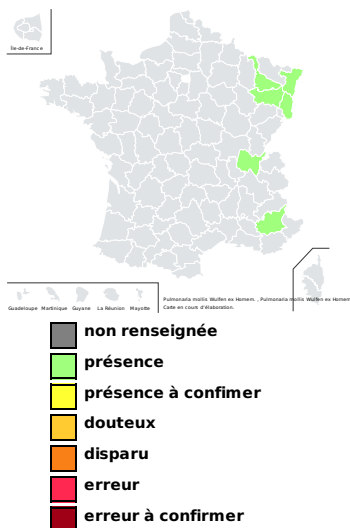 Île-de-France
Guadeloupe Martinique Guyane La Réunion Mayotte
Pulmonaria mollis Wulfen ex Hornem. , Pulmonaria mollis Wulfen ex Hornem
Carte en cours d'élaboration.
non renseignée
présence
présence à confimer
douteux
disparu
erreur
erreur à confirmer